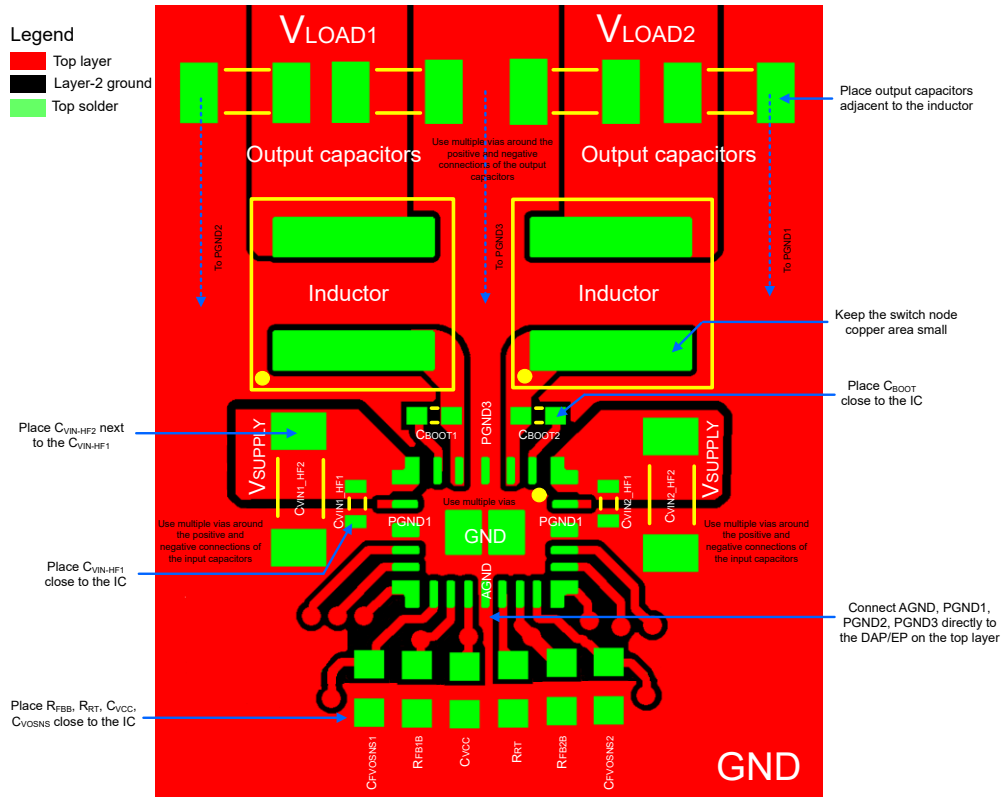 Legend
Top layer
Layer-2 ground
Top solder
VLOAD1
VLOAD2
Place output capacitors
adjacent to the inductor
Output capacitors
Use multiple vias around the
positive and negative
connections of the output
capacitors
Output capacitors
To PGND2
To PGND3
To PGND1
Inductor
Inductor
Keep the switch node
copper area small
Place CBOOT
close to the IC
PGND3
CBOOT1
CBOOT2
Place CVIN-HF2 next
to the CVIN-HF1
VSUPPLY
CVIN1_HF2
CVIN1_HF1
CVIN2_HF1
CVIN2_HF2
VSUPPLY
Use multiple vias
PGND1
PGND1
GND
Use multiple vias around
the positive and
negative connections of
the input capacitors
Use multiple vias around
the positive and
negative connections of
the input capacitors
Place CVIN-HF1
close to the IC
AGND
Connect AGND, PGND1,
PGND2, PGND3 directly to
the DAP/EP on the top layer
Place RFBB, RRT, CVCC,
CVOSNS close to the IC
CFVOSNS1
RFB1B
CVCC
RRT
RFB2B
CFVOSNS2
GND